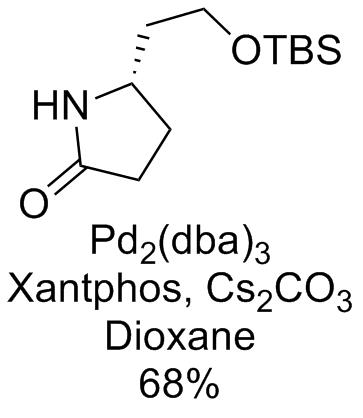 OTBS
HN
O
Pd₂(dba)₃
Xantphos, Cs₂CO₃
Dioxane
68%